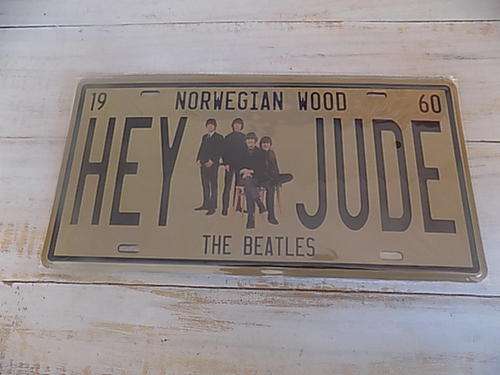 19 NORWEGIAN WOOD 60
HEY JUDE
THE BEATLES